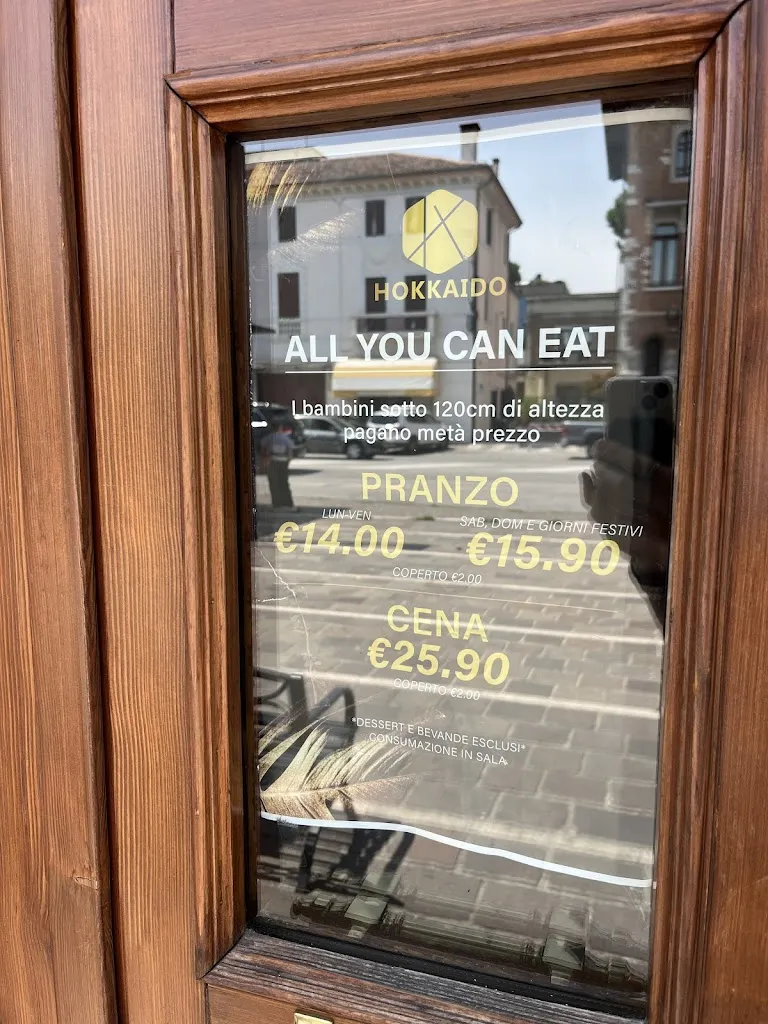 HOKKAIDO
ALL YOU CAN EAT
I bambini sotto 120cm di altezza
pagano metà prezzo
PRANZO
LUN-VEN
€14.00
SAB, DOM E GIORNI FESTIVI
€15.90
COPERTO €2.00
CENA
€25.90
COPERTO €2.00
*DESSERT E BEVANDE ESCLUSI*
CONSUMAZIONE IN SALA